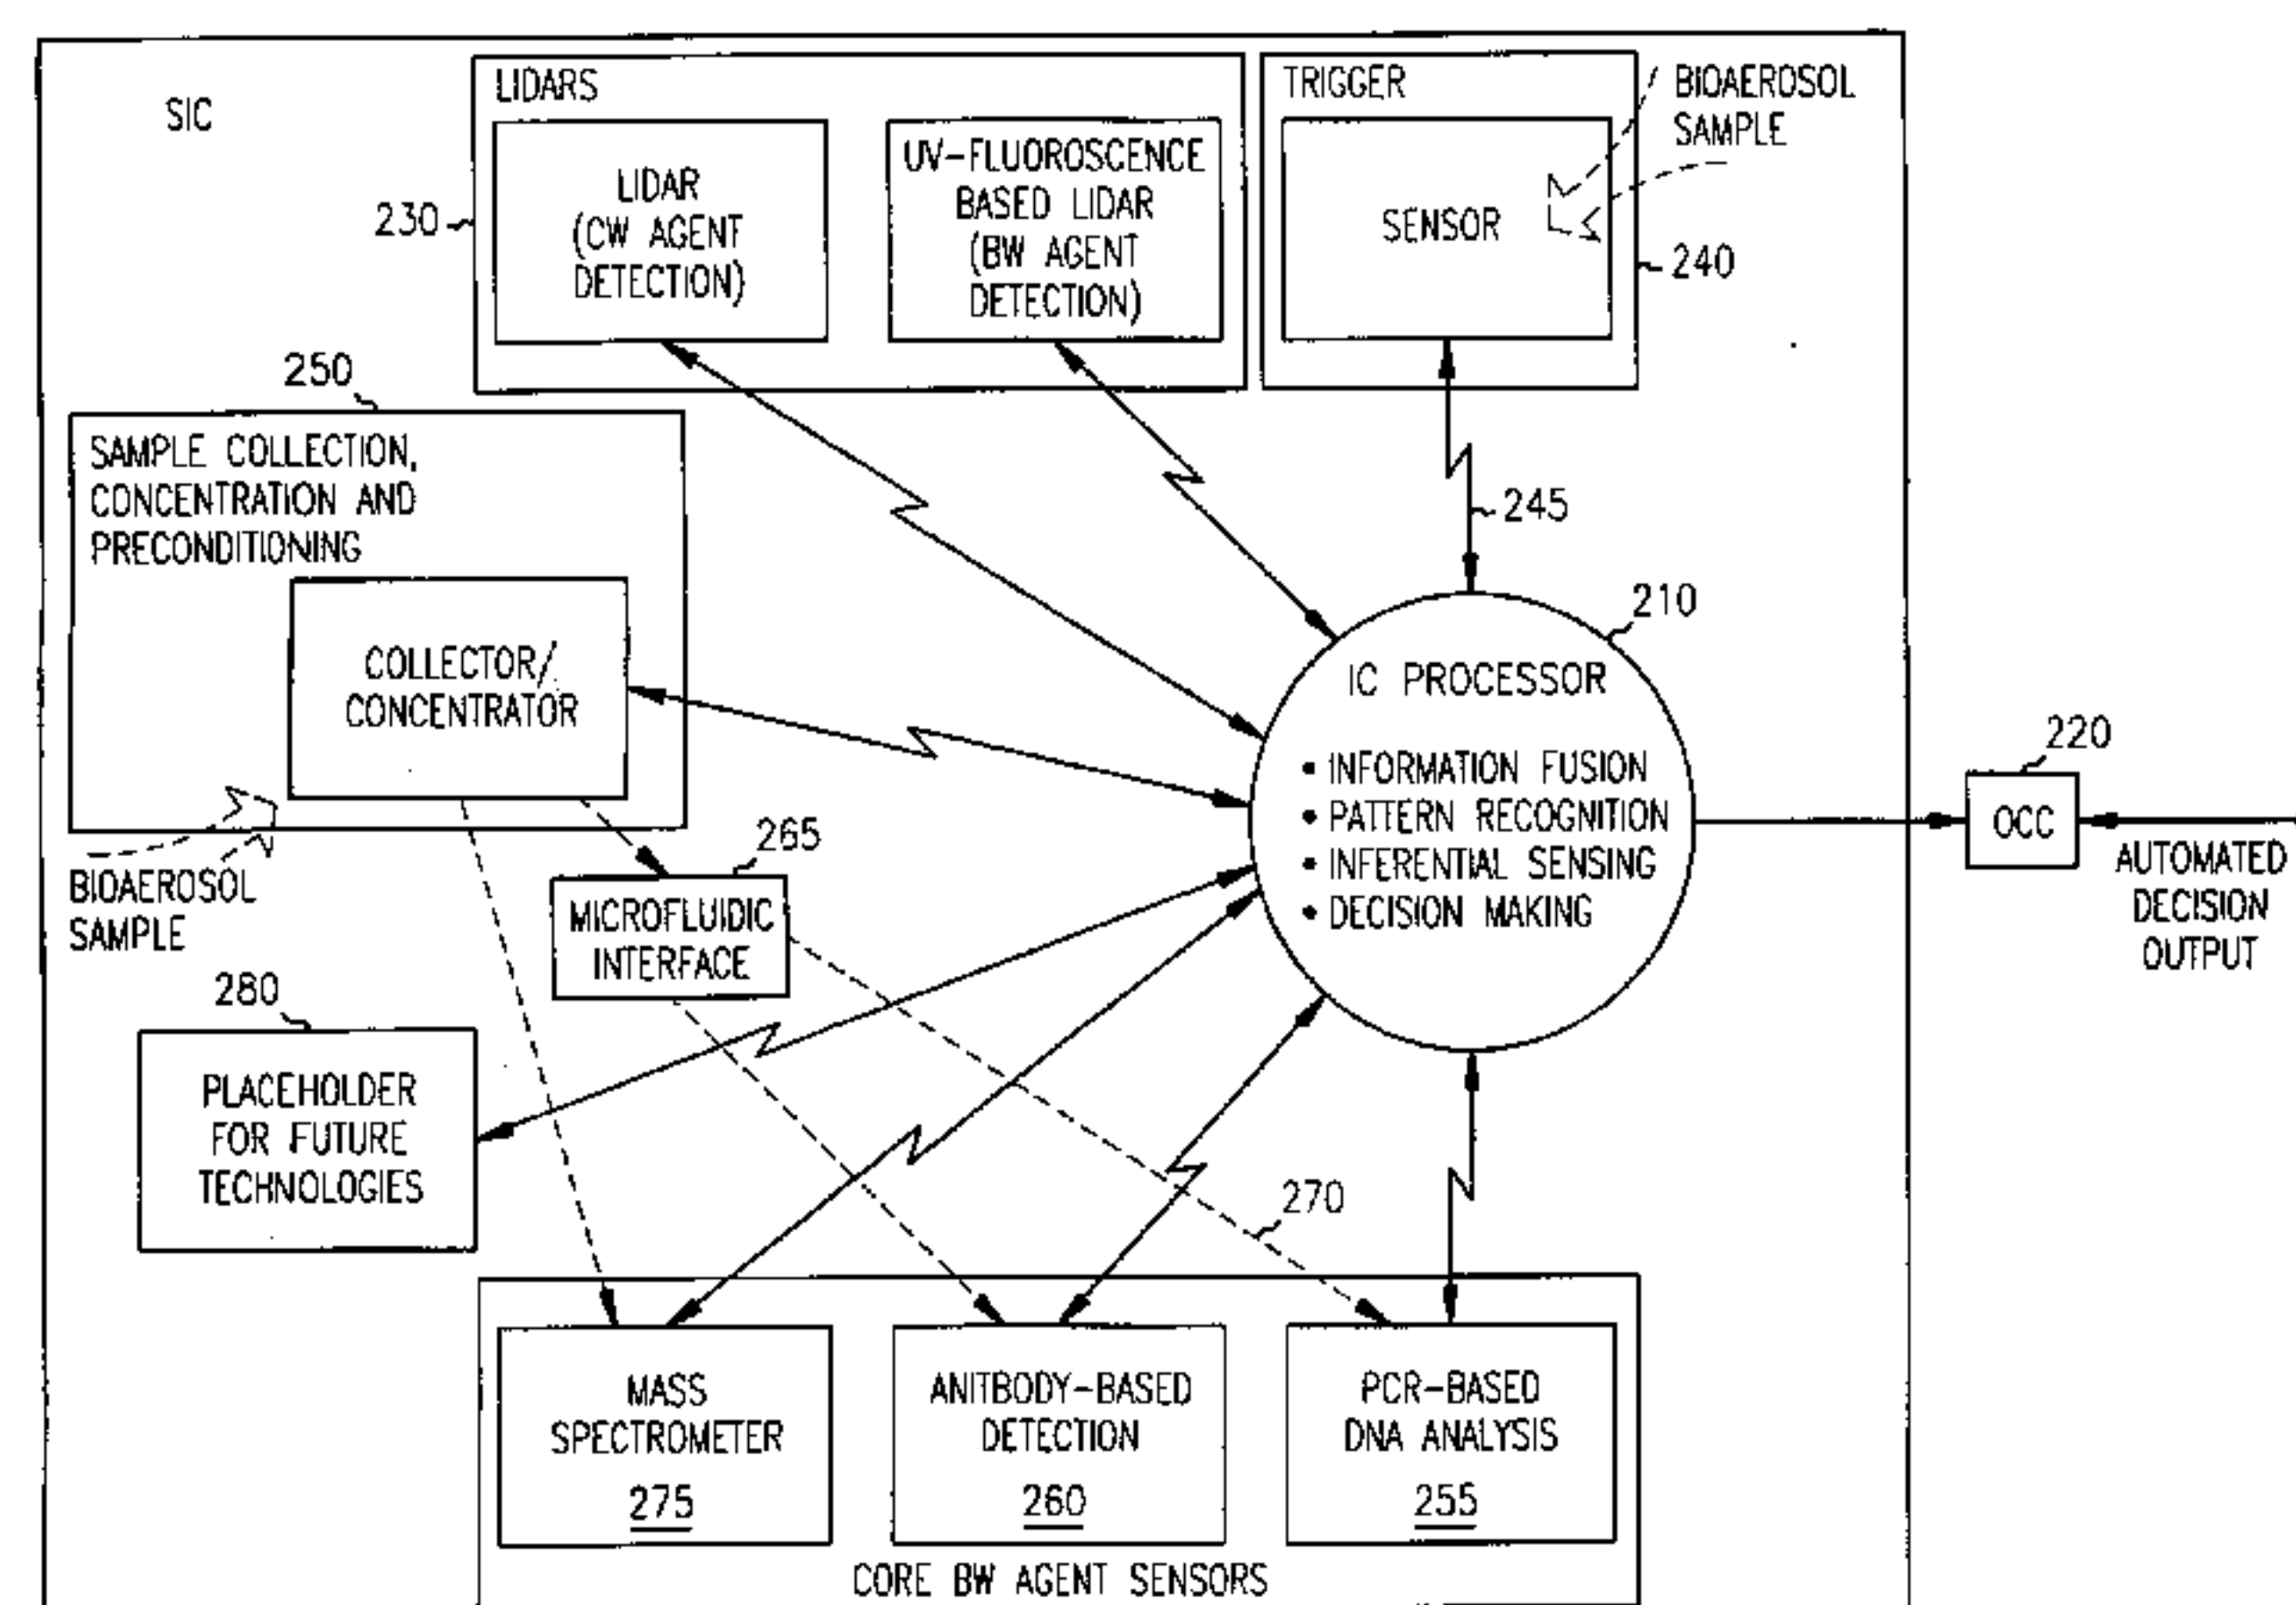 SIC
LIDARS
LIDAR
(CW AGENT
DETECTION)
UV-FLUOROSCENCE
BASED LIDAR
(BW AGENT
DETECTION)
230
TRIGGER
SENSOR
BIOAEROSOL
SAMPLE
240
245
250
SAMPLE COLLECTION,
CONCENTRATION AND
PRECONDITIONING
COLLECTOR/
CONCENTRATOR
BIOAEROSOL
SAMPLE
265
MICROFLUIDIC
INTERFACE
210
IC PROCESSOR
• INFORMATION FUSION
• PATTERN RECOGNITION
• INFERENTIAL SENSING
• DECISION MAKING
220
OCC
AUTOMATED
DECISION
OUTPUT
280
PLACEHOLDER
FOR FUTURE
TECHNOLOGIES
270
MASS
SPECTROMETER
275
ANITBODY-BASED
DETECTION
260
PCR-BASED
DNA ANALYSIS
255
CORE BW AGENT SENSORS